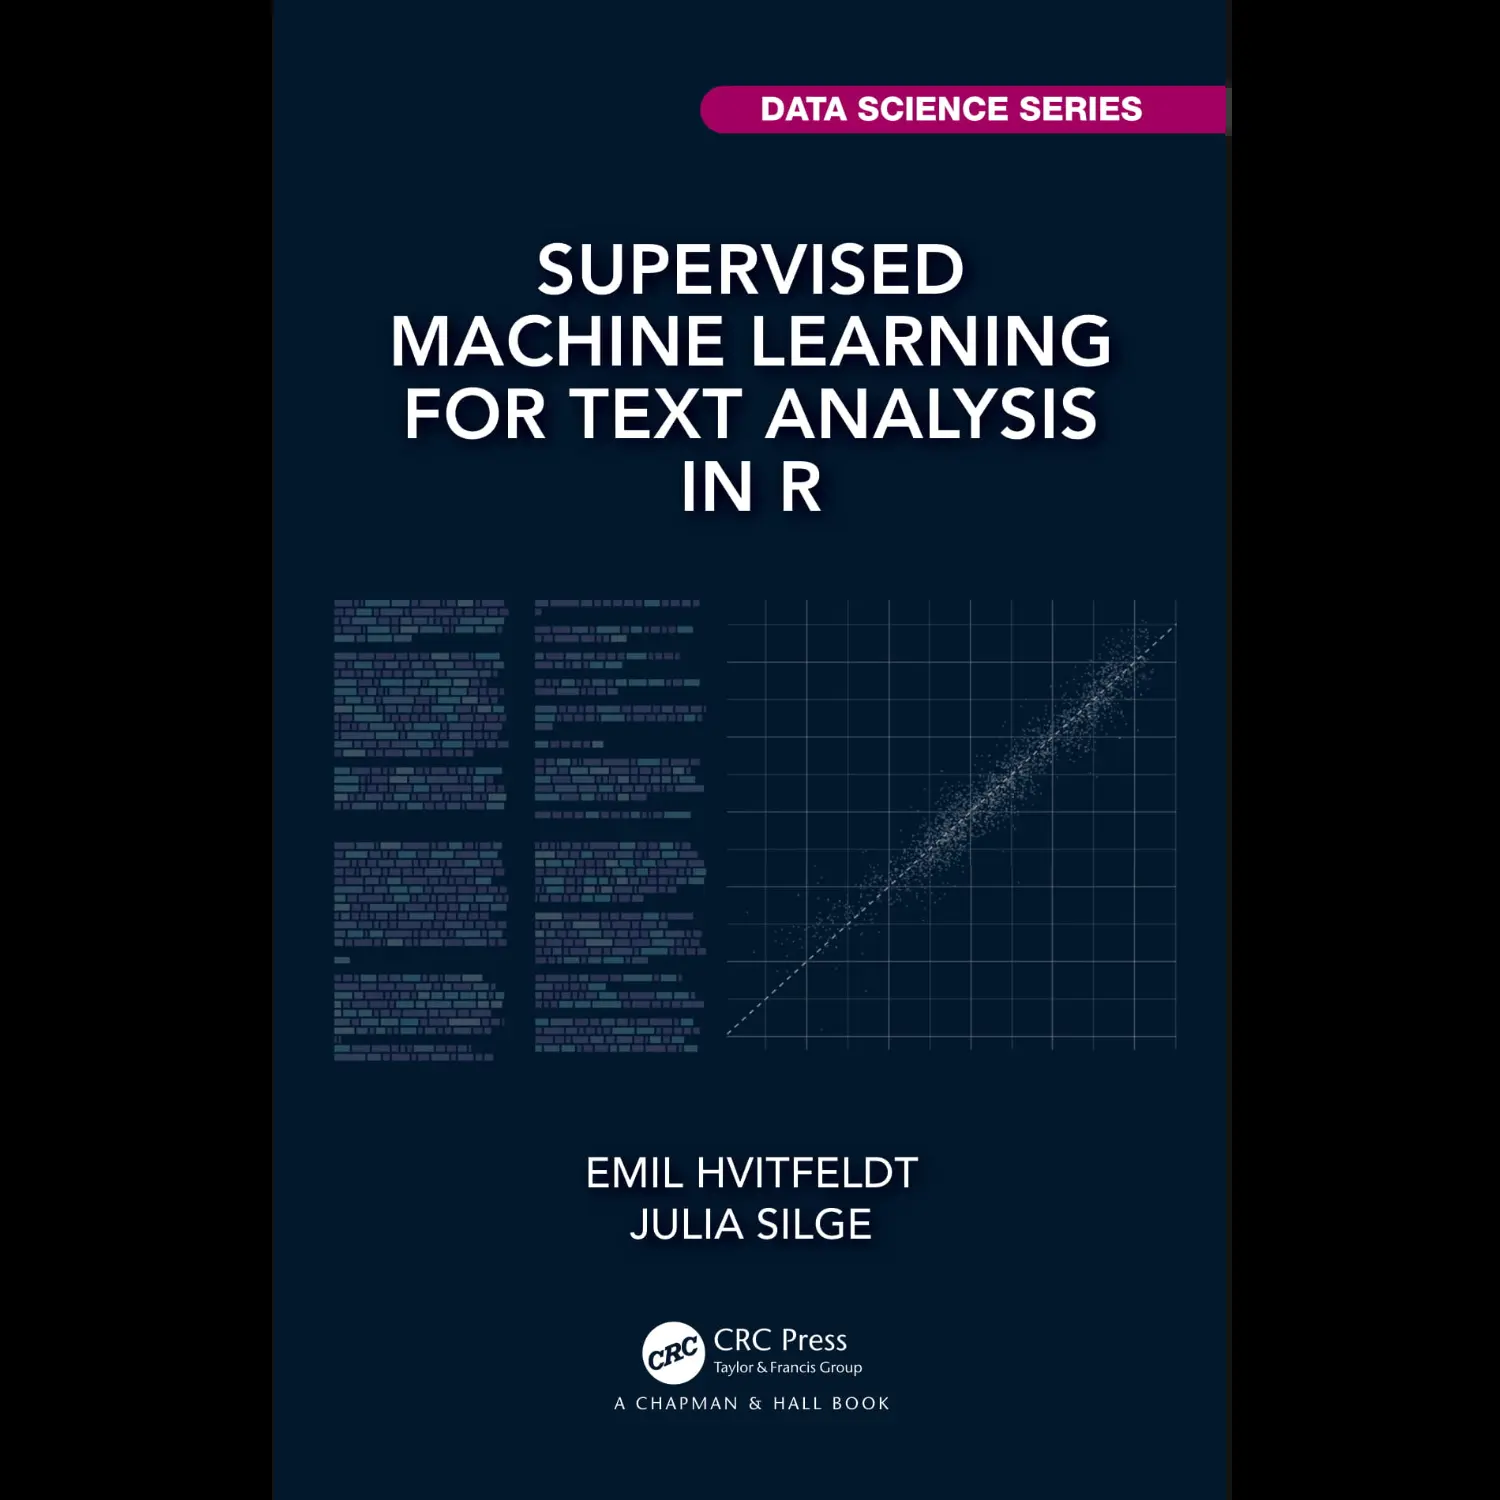 DATA SCIENCE SERIES
SUPERVISED
MACHINE LEARNING
FOR TEXT ANALYSIS
IN R
EMIL HVITFELDT
JULIA SILGE
CRC
CRC Press
Taylor & Francis Group
A CHAPMAN & HALL BOOK